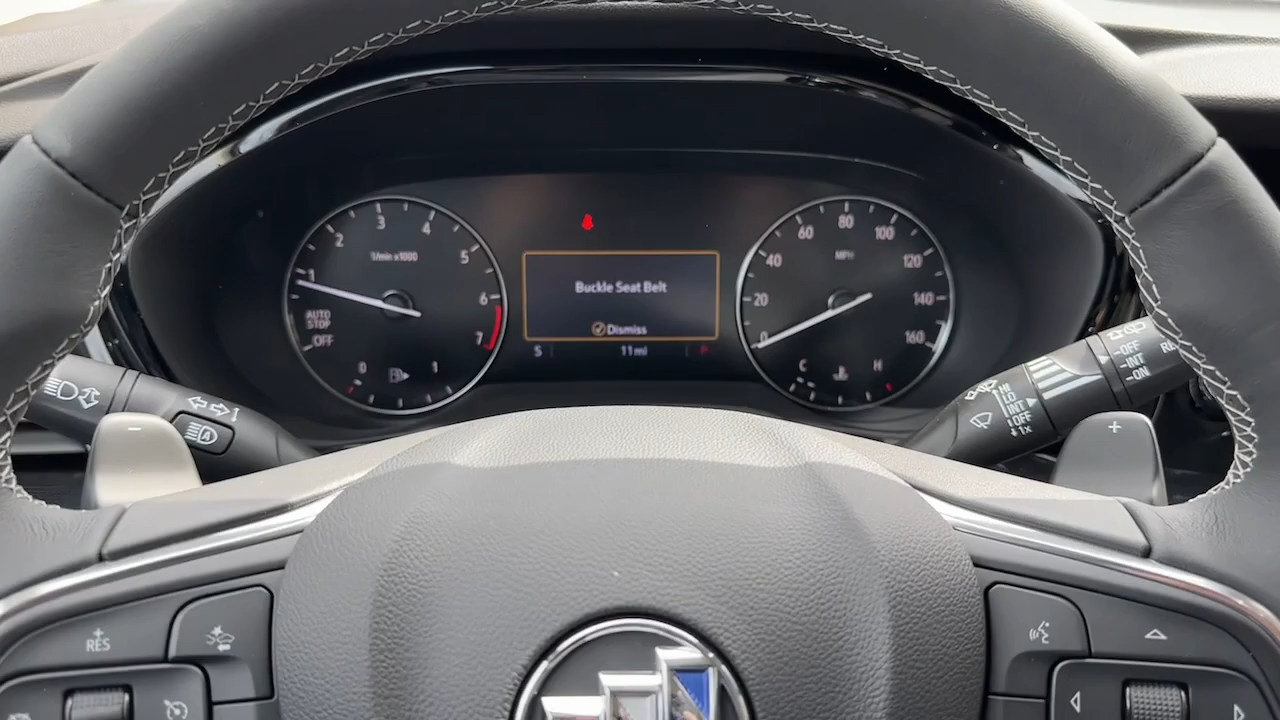 1/min x1000
1
2
3
4
5
6
7
AUTO
STOP
OFF
0 1
Buckle Seat Belt
Dismiss
S 11 mi P
MPH
0
20
40
60
80
100
120
140
160
C H
A
HI
LO
INT
OFF
1x
OFF
INT
ON
−
+
+
RES